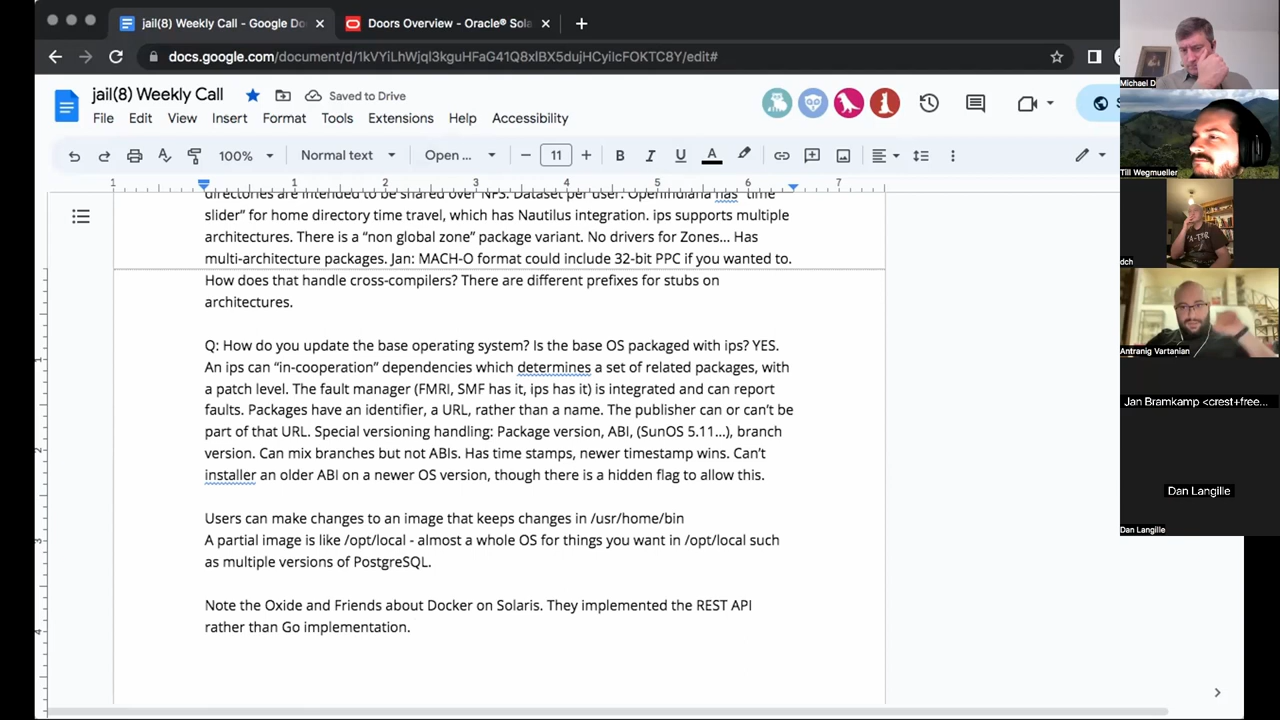 jail(8) Weekly Call - Google Do
Doors Overview - Oracle® Sola
docs.google.com/document/d/1kVYiLhWjql3kguHFaG41Q8xIBX5dujHCyilcFOKTC8Y/edit#
jail(8) Weekly Call
Saved to Drive
File Edit View Insert Format Tools Extensions Help Accessibility
100% Normal text Open ... 11 B I U A
1 1 2 3 4 5 6 7
directories are intended to be shared over NFS. Dataset per user. OpenIndiana has "time
slider" for home directory time travel, which has Nautilus integration. ips supports multiple
architectures. There is a "non global zone" package variant. No drivers for Zones... Has
multi-architecture packages. Jan: MACH-O format could include 32-bit PPC if you wanted to.
How does that handle cross-compilers? There are different prefixes for stubs on
architectures.
Q: How do you update the base operating system? Is the base OS packaged with ips? YES.
An ips can "in-cooperation" dependencies which determines a set of related packages, with
a patch level. The fault manager (FMRI, SMF has it, ips has it) is integrated and can report
faults. Packages have an identifier, a URL, rather than a name. The publisher can or can't be
part of that URL. Special versioning handling: Package version, ABI, (SunOS 5.11...), branch
version. Can mix branches but not ABIs. Has time stamps, newer timestamp wins. Can't
installer an older ABI on a newer OS version, though there is a hidden flag to allow this.
Users can make changes to an image that keeps changes in /usr/home/bin
A partial image is like /opt/local - almost a whole OS for things you want in /opt/local such
as multiple versions of PostgreSQL.
Note the Oxide and Friends about Docker on Solaris. They implemented the REST API
rather than Go implementation.
1
2
3
4
Michael D
Till Wegmueller
dch
Antranig Vartanian
Jan Bramkamp <crest+free...
Dan Langille
Dan Langille